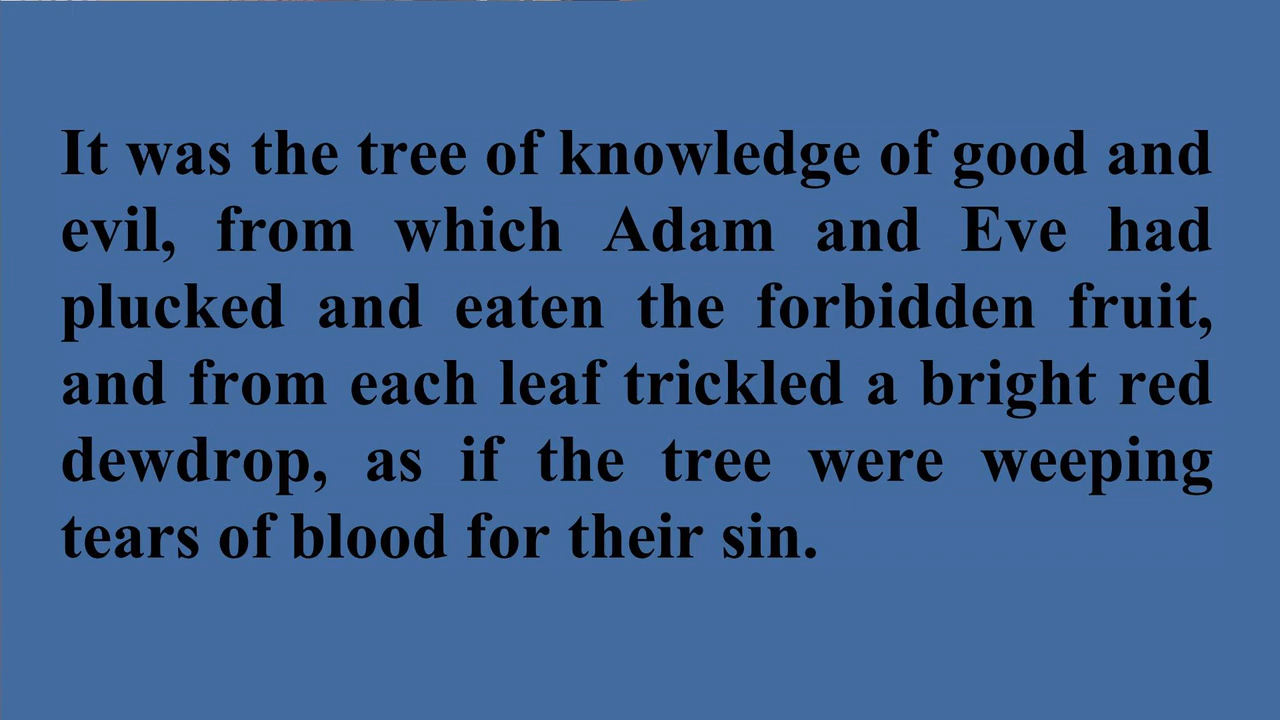 It was the tree of knowledge of good and
evil, from which Adam and Eve had
plucked and eaten the forbidden fruit,
and from each leaf trickled a bright red
dewdrop, as if the tree were weeping
tears of blood for their sin.